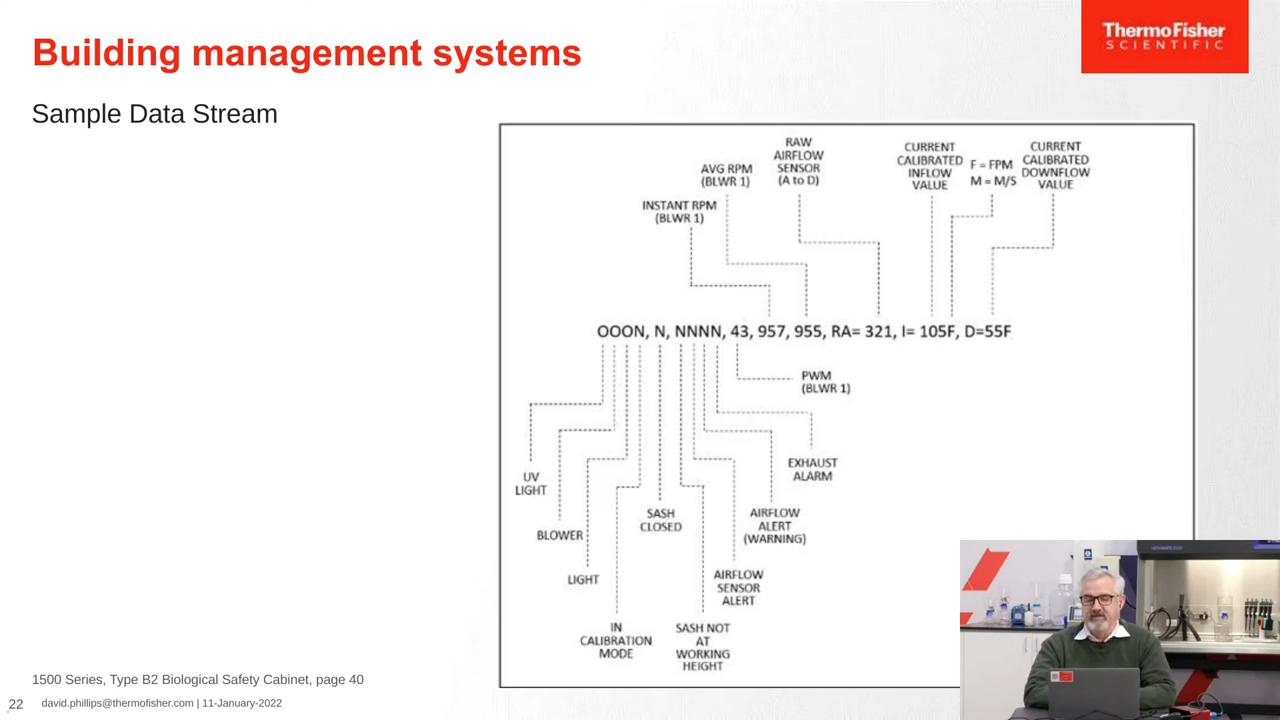 Building management systems
ThermoFisher
SCIENTIFIC
Sample Data Stream
RAW
AIRFLOW
SENSOR
(A to D)
AVG RPM
(BLWR 1)
INSTANT RPM
(BLWR 1)
CURRENT
CALIBRATED
INFLOW
VALUE
F = FPM
M = M/S
CURRENT
CALIBRATED
DOWNFLOW
VALUE
OOON, N, NNNN, 43, 957, 955, RA= 321, I= 105F, D=55F
PWM
(BLWR 1)
EXHAUST
ALARM
UV
LIGHT
BLOWER
SASH
CLOSED
AIRFLOW
ALERT
(WARNING)
LIGHT
AIRFLOW
SENSOR
ALERT
IN
CALIBRATION
MODE
SASH NOT
AT
WORKING
HEIGHT
1500 Series, Type B2 Biological Safety Cabinet, page 40
22
david.phillips@thermofisher.com | 11-January-2022